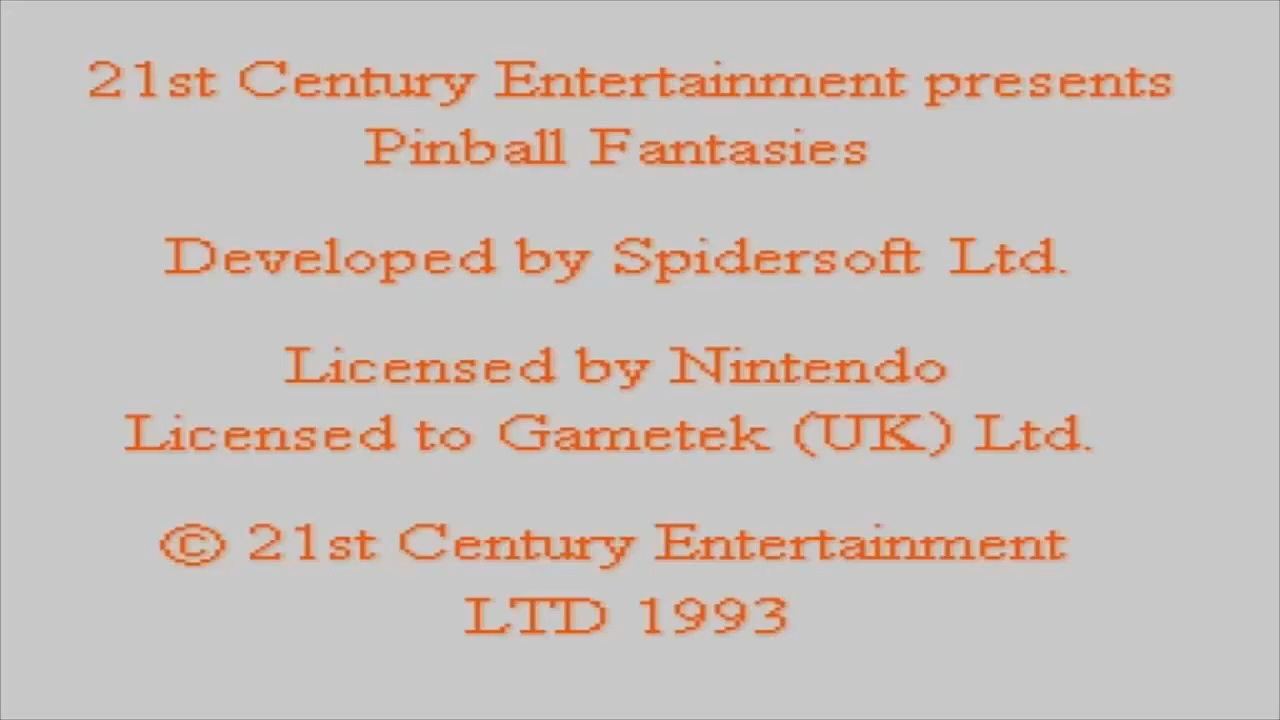 21st Century Entertainment presents
Pinball Fantasies
Developed by Spidersoft Ltd.
Licensed by Nintendo
Licensed to Gametek (UK) Ltd.
© 21st Century Entertainment
LTD 1993